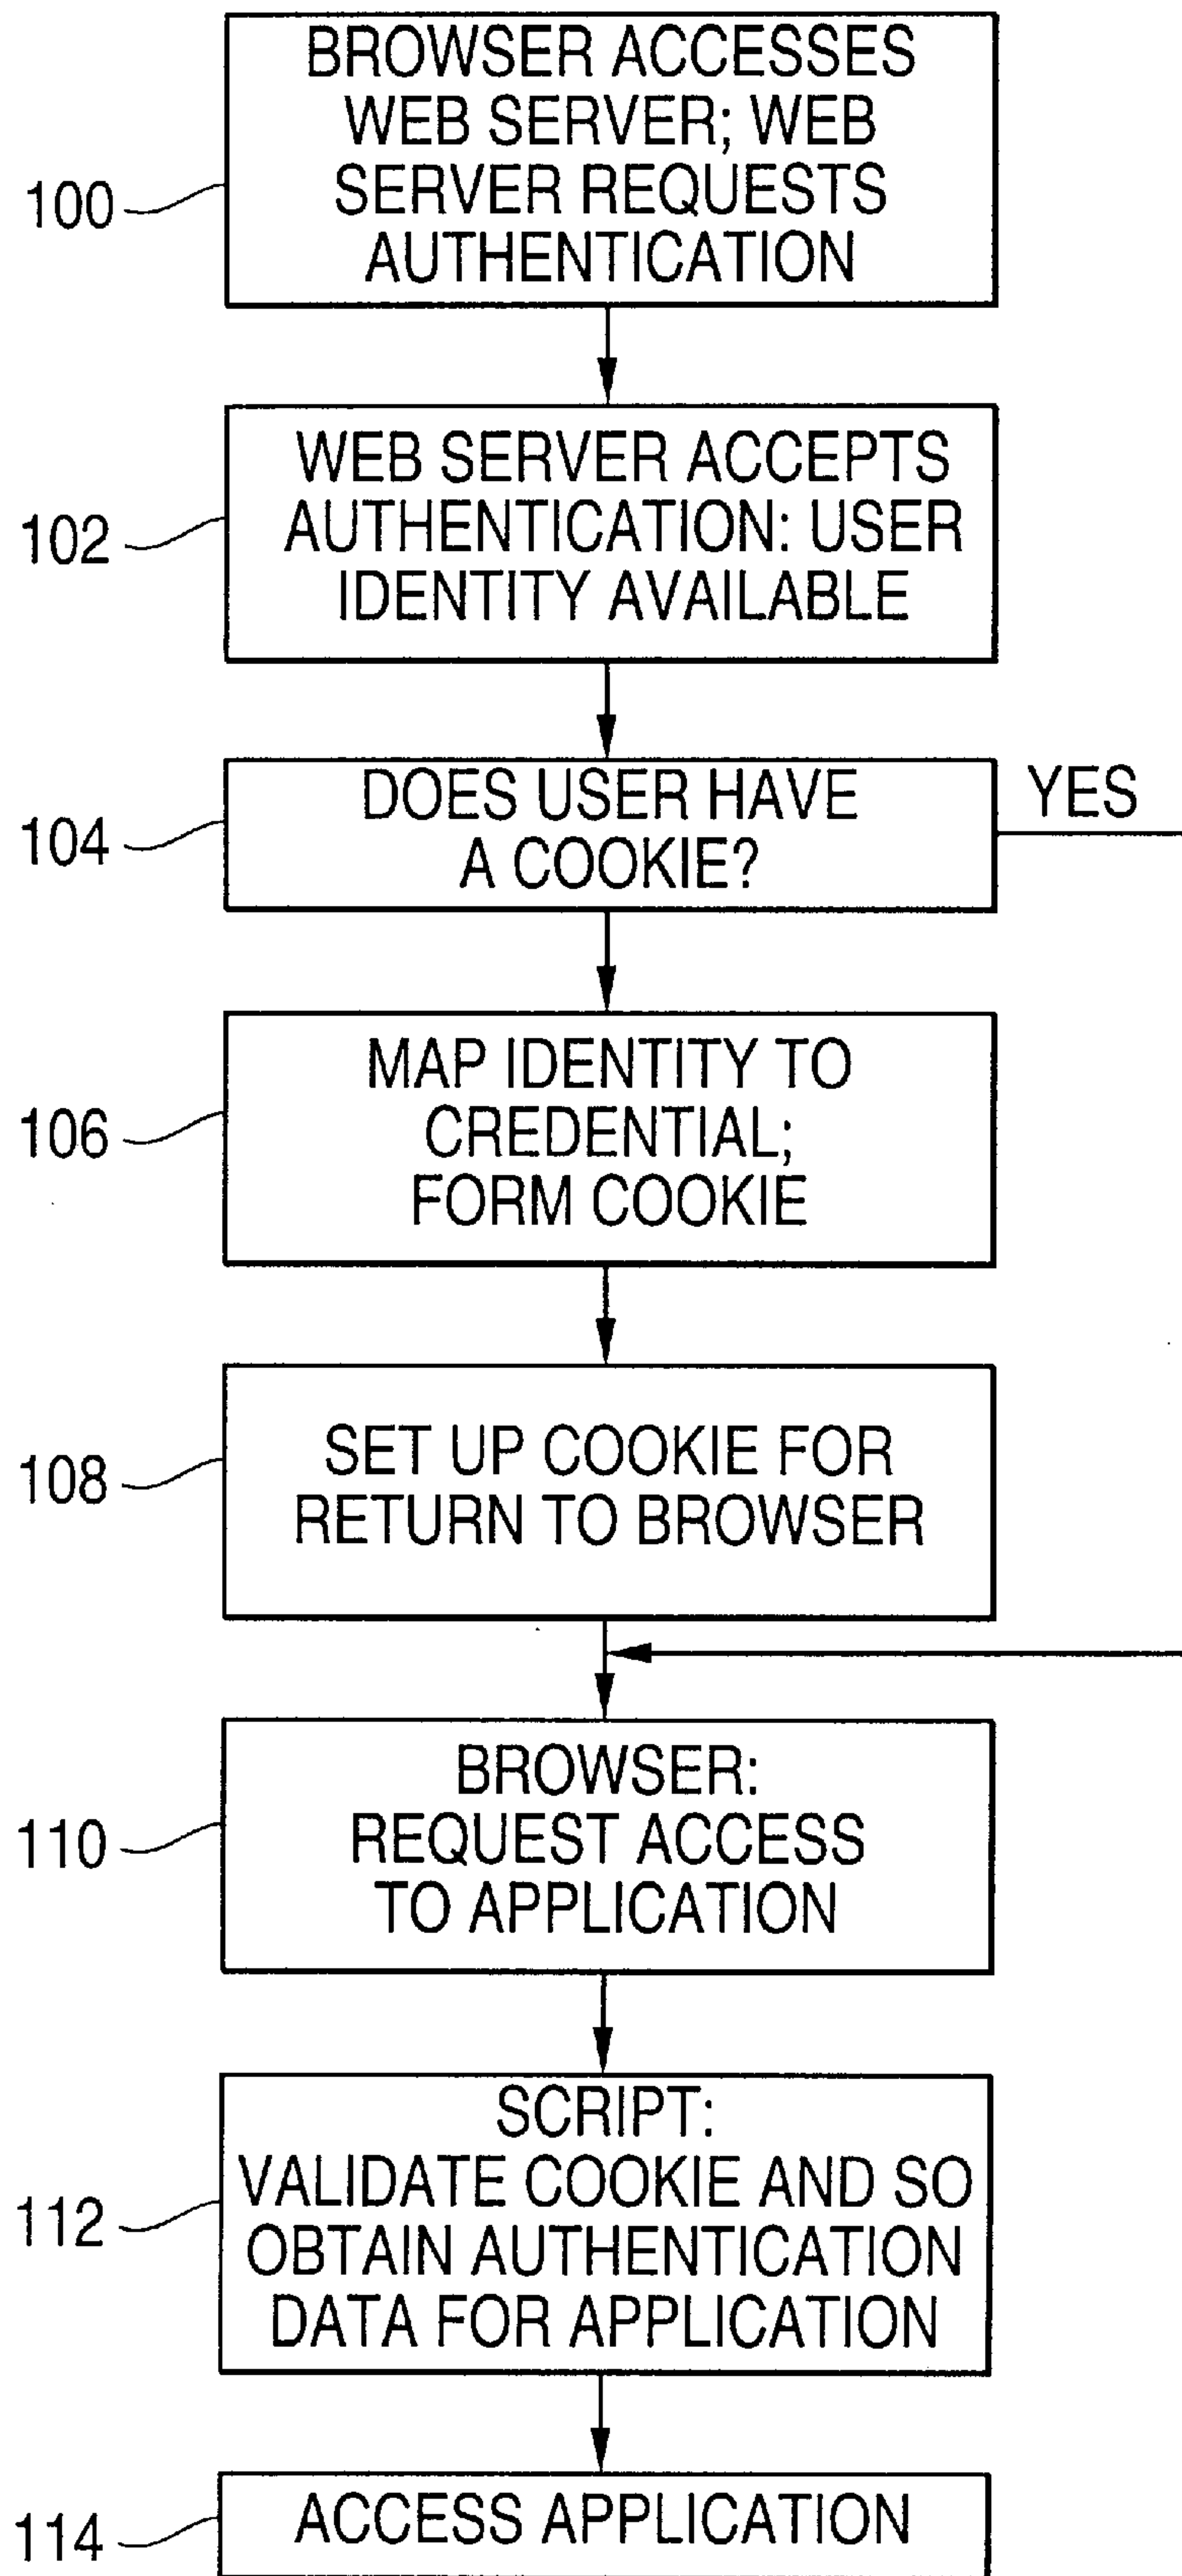 BROWSER ACCESSES
WEB SERVER; WEB
SERVER REQUESTS
AUTHENTICATION
100
WEB SERVER ACCEPTS
AUTHENTICATION: USER
IDENTITY AVAILABLE
102
DOES USER HAVE
A COOKIE?
YES
104
MAP IDENTITY TO
CREDENTIAL;
FORM COOKIE
106
SET UP COOKIE FOR
RETURN TO BROWSER
108
BROWSER:
REQUEST ACCESS
TO APPLICATION
110
SCRIPT:
VALIDATE COOKIE AND SO
OBTAIN AUTHENTICATION
DATA FOR APPLICATION
112
ACCESS APPLICATION
114